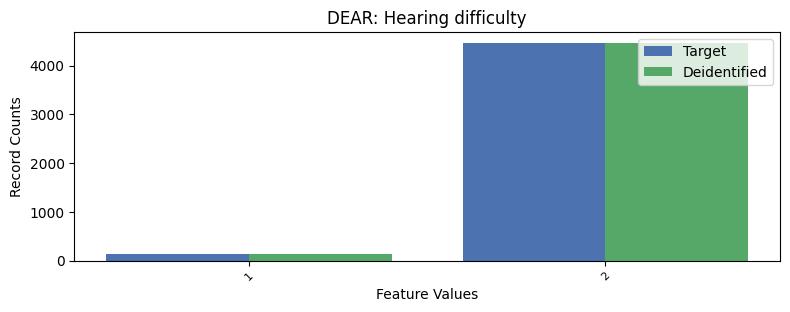 DEAR: Hearing difficulty
Target
Deidentified
Record Counts
4000
3000
2000
1000
0
1
2
Feature Values